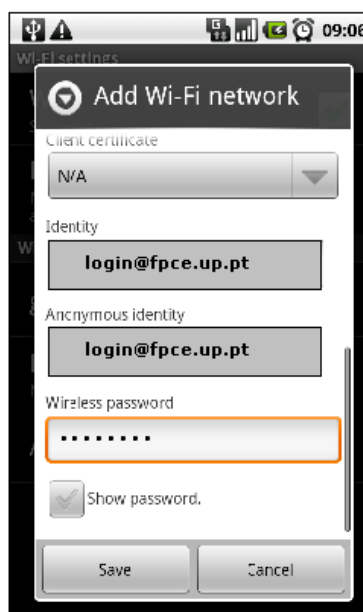 09:06
Wi-Fi settings
Add Wi-Fi network
Client certificate
N/A
Identity
login@fpce.up.pt
Anonymous identity
login@fpce.up.pt
Wireless password
••••••••
Show password.
Save
Cancel